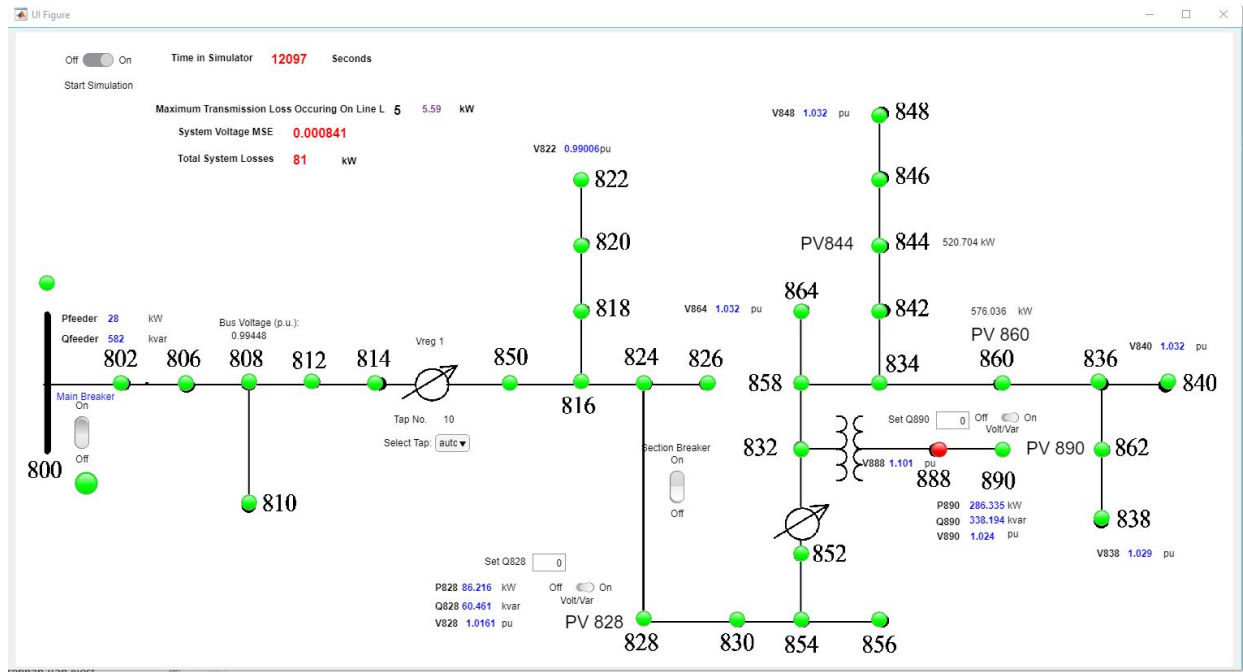 UI Figure
Off On
Start Simulation
Time in Simulator 12097 Seconds
Maximum Transmission Loss Occuring On Line L 5 5.59 kW
System Voltage MSE 0.000841
Total System Losses 81 kW
V848 1.032 pu
848
V822 0.99006pu
822
846
820
PV844
844
520.704 kW
864
818
V864 1.032 pu
842
576.036 kW
PV 860
Pfeeder 28 kW
Qfeeder 582 kvar
Bus Voltage (p.u.):
0.99448
Vreg 1
V840 1.032 pu
802 806 808 812 814 850 824 826 858 834 860 836 840
816
Main Breaker
On
Off
800
Tap No. 10
Select Tap: autc
Section Breaker
On
Off
Set Q890 0 Off On
Volt/Var
832
V888 1.101 pu
888
890
PV 890
862
810
P890 286.335 kW
Q890 338.194 kvar
V890 1.024 pu
838
V838 1.029 pu
852
Set Q828 0
P828 86.216 kW
Q828 60.461 kvar
V828 1.0161 pu
Off On
Volt/Var
PV 828
828 830 854 856